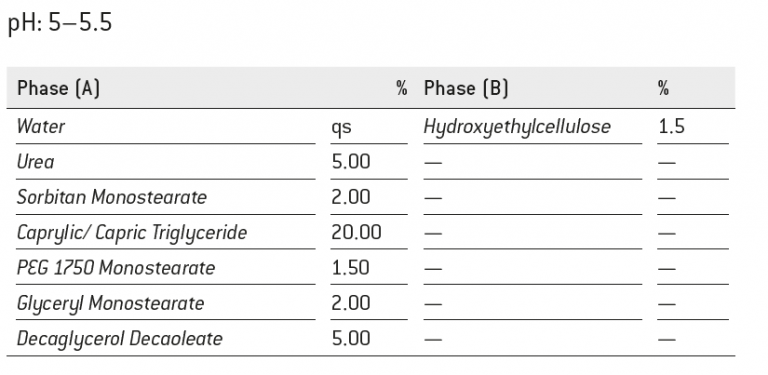 pH: 5–5.5
Phase (A) % Phase (B) %
Water qs Hydroxyethylcellulose 1.5
Urea 5.00 — —
Sorbitan Monostearate 2.00 — —
Caprylic/ Capric Triglyceride 20.00 — —
PEG 1750 Monostearate 1.50 — —
Glyceryl Monostearate 2.00 — —
Decaglycerol Decaoleate 5.00 — —